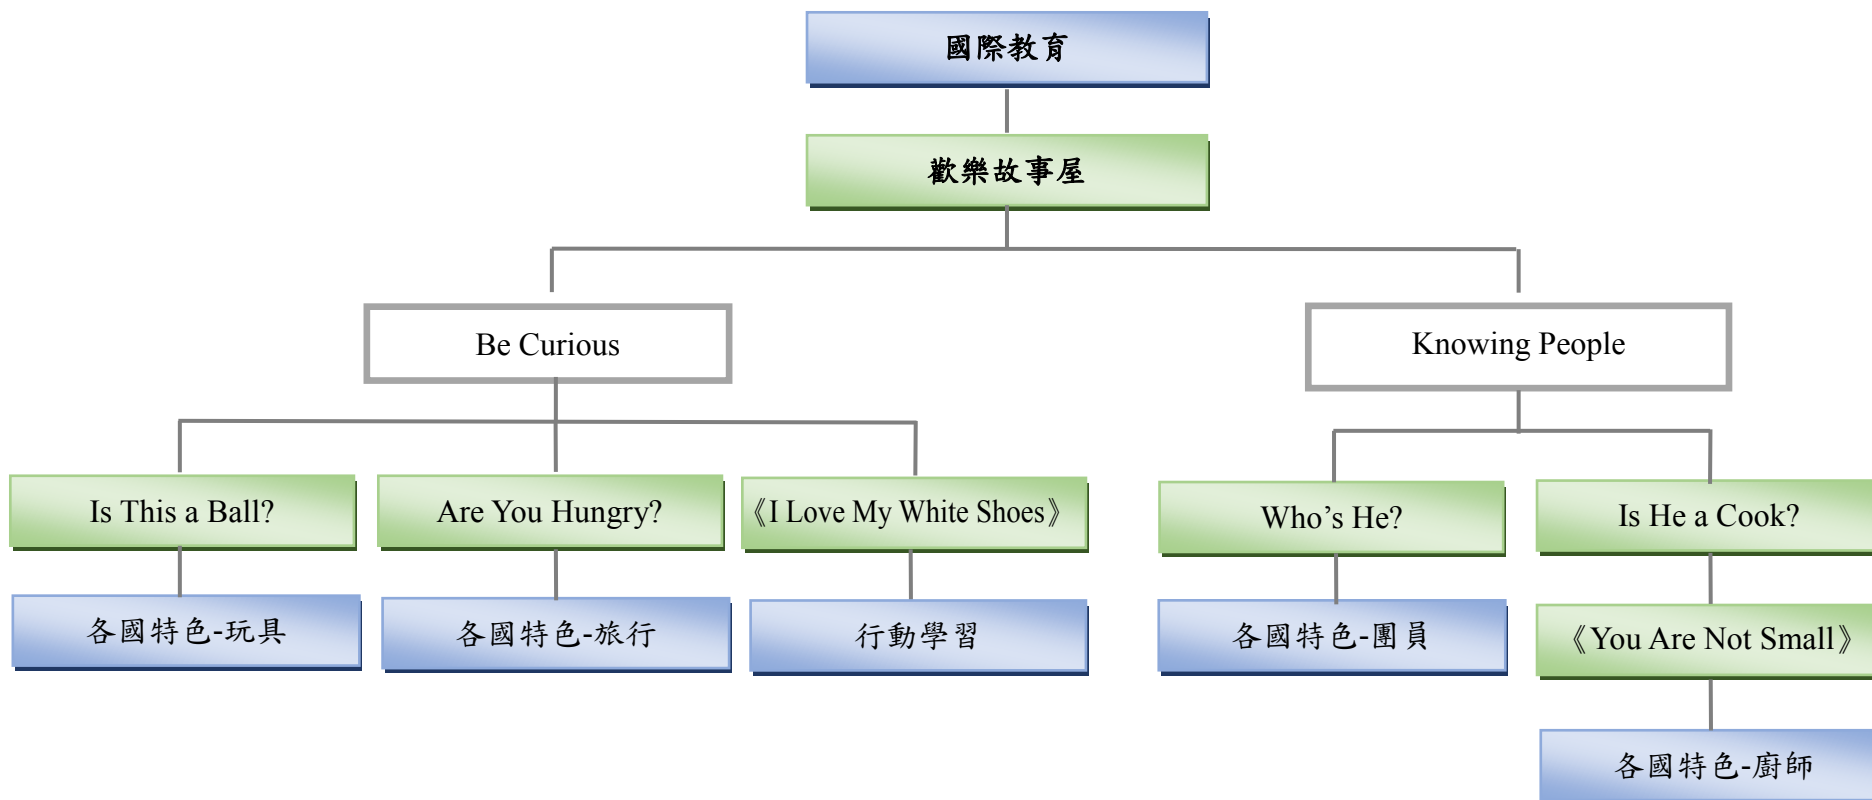 國際教育
歡樂故事屋
Be Curious
Knowing People
Is This a Ball?
Are You Hungry?
《I Love My White Shoes》
Who’s He?
Is He a Cook?
各國特色-玩具
各國特色-旅行
行動學習
各國特色-團員
《You Are Not Small》
各國特色-廚師